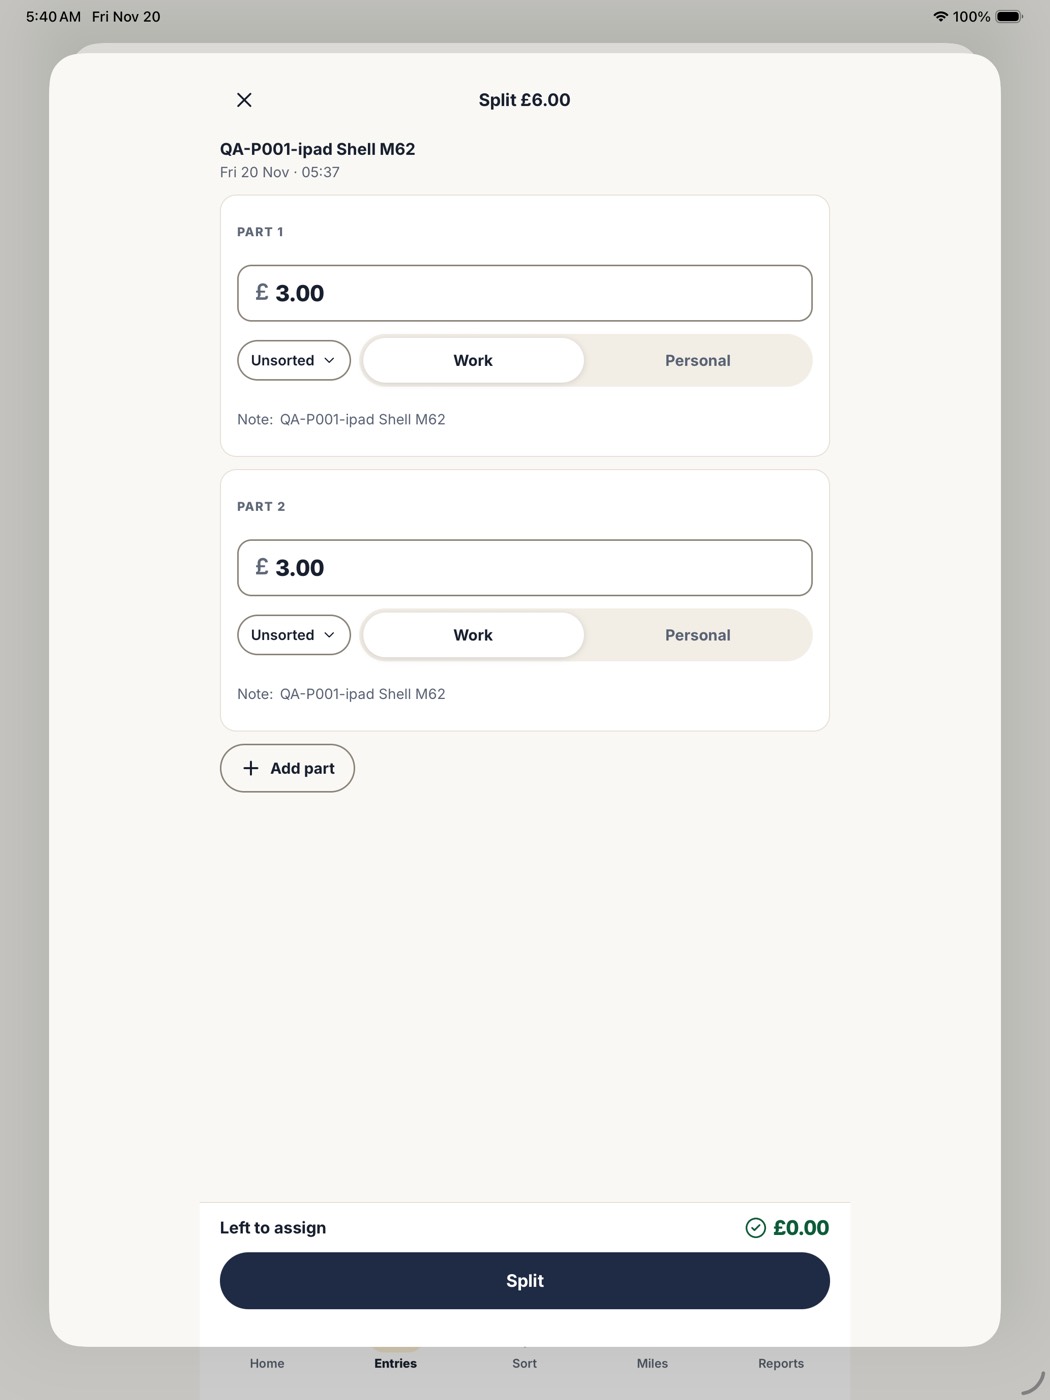 5:40 AM Fri Nov 20
100%
Split £6.00
QA-P001-ipad Shell M62
Fri 20 Nov · 05:37
PART 1
£ 3.00
Unsorted
Work
Personal
Note: QA-P001-ipad Shell M62
PART 2
£ 3.00
Unsorted
Work
Personal
Note: QA-P001-ipad Shell M62
Add part
Left to assign
£0.00
Split
Home
Entries
Sort
Miles
Reports